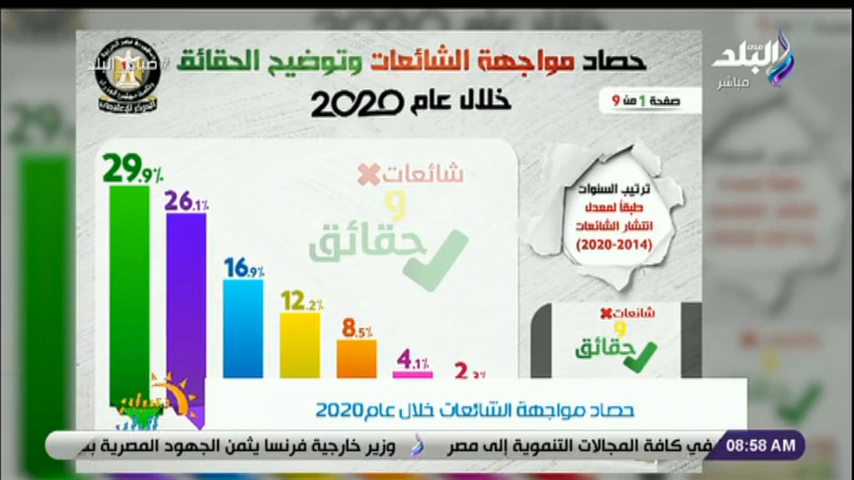 حصاد مواجهة الشائعات وتوضيح الحقائق
خلال عام 2020
صفحة 1 من 9
صدى
البلد
مباشر
29.9%
26.1%
16.9%
12.2%
8.5%
4.1%
2.3%
شائعات
و
حقائق
ترتيب السنوات
طبقاً لمعدل
انتشار الشائعات
(2014-2020)
شائعات
و
حقائق
حصاد مواجهة الشائعات خلال عام2020
في كافة المجالات التنموية إلى مصر
وزير خارجية فرنسا يثمن الجهود المصرية
08:58 AM